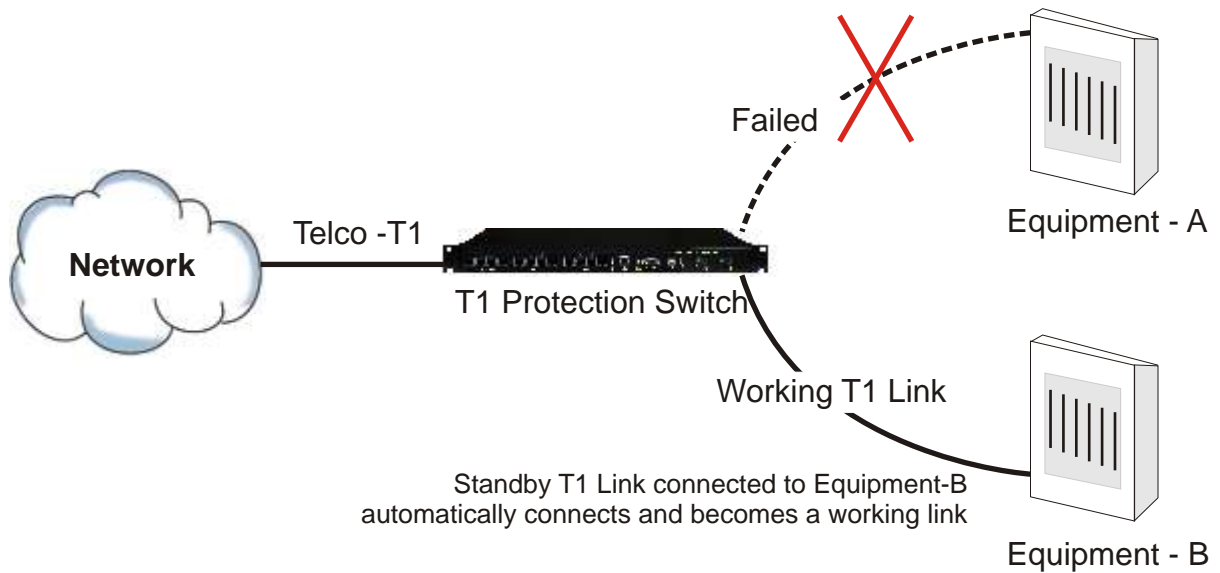 Failed
Equipment - A
Telco -T1
Network
T1 Protection Switch
Working T1 Link
Standby T1 Link connected to Equipment-B
automatically connects and becomes a working link
Equipment - B